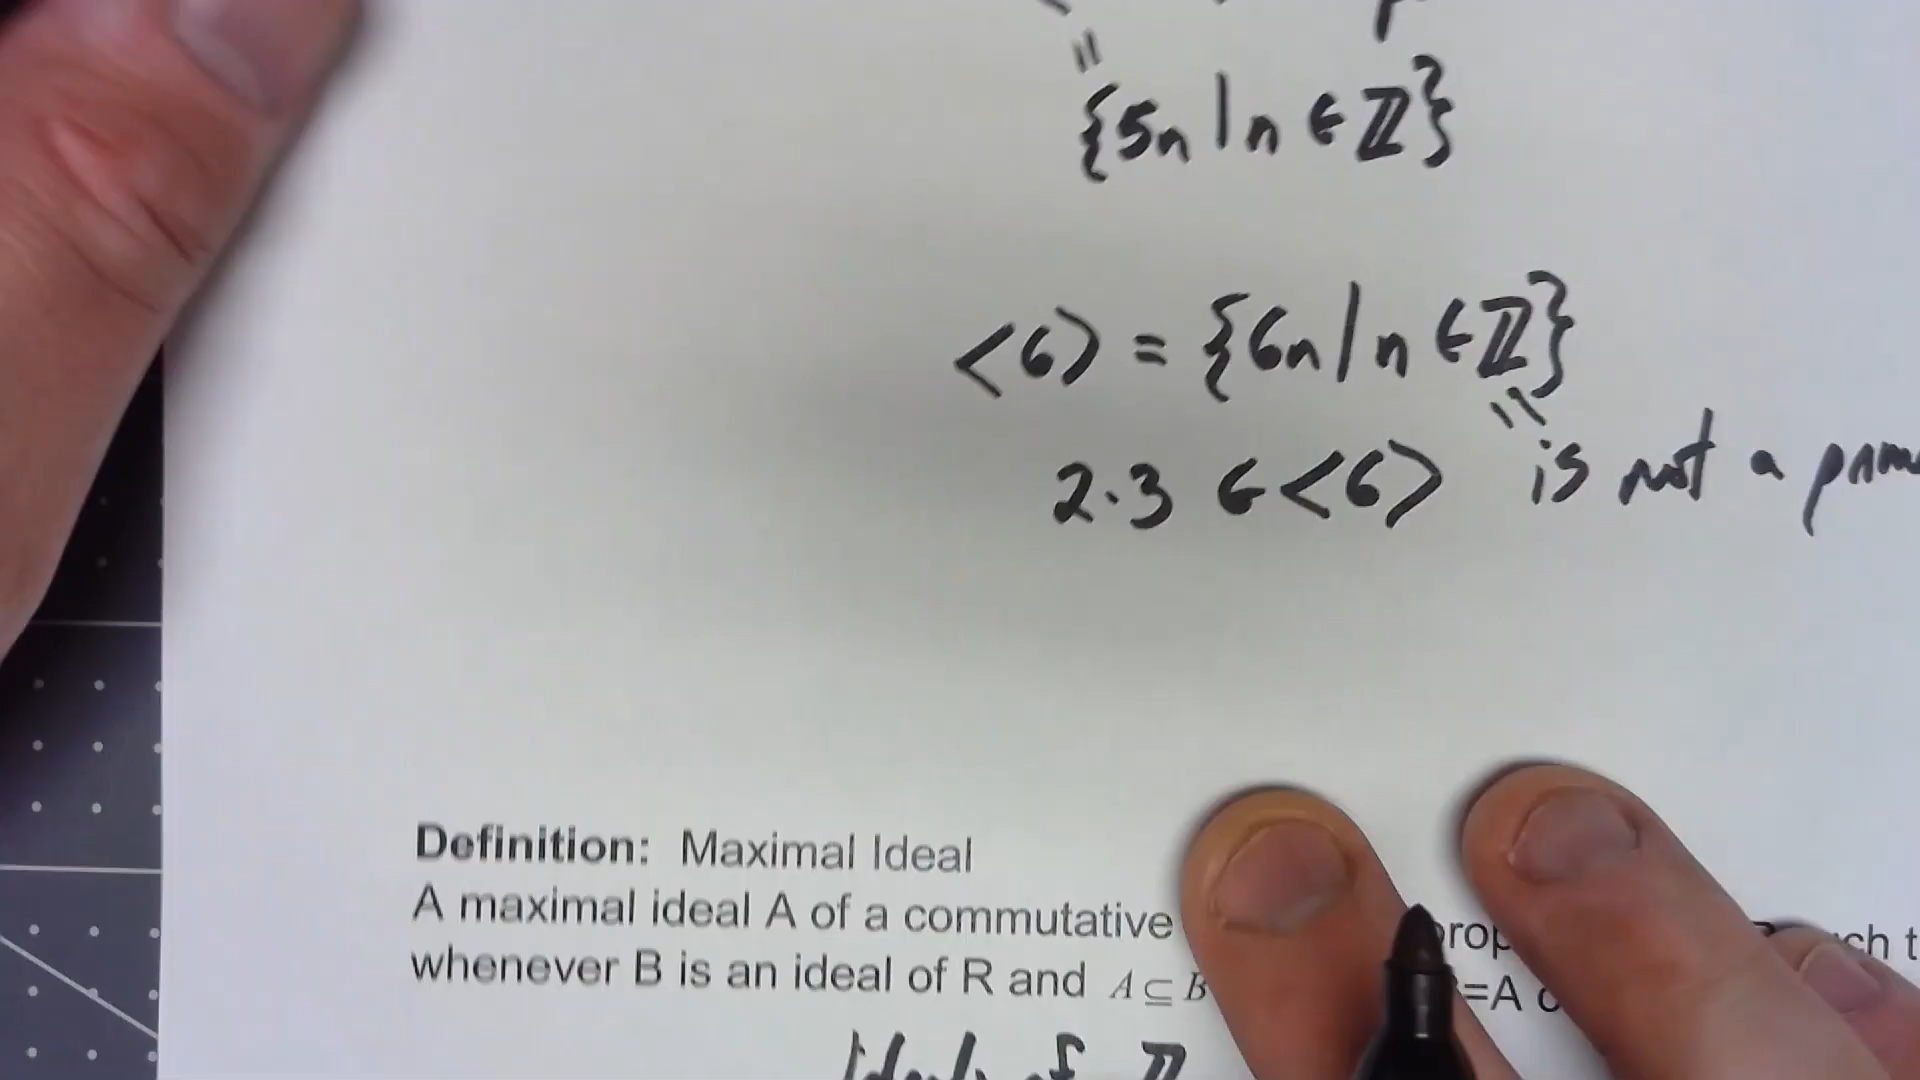 =
{5n | n ∈ ℤ}
<6> = {6n | n ∈ ℤ}
2·3 ∈ <6> is not a
Definition: Maximal Ideal
A maximal ideal A of a commutative
whenever B is an ideal of R and A ⊆ B =A
of ℤ